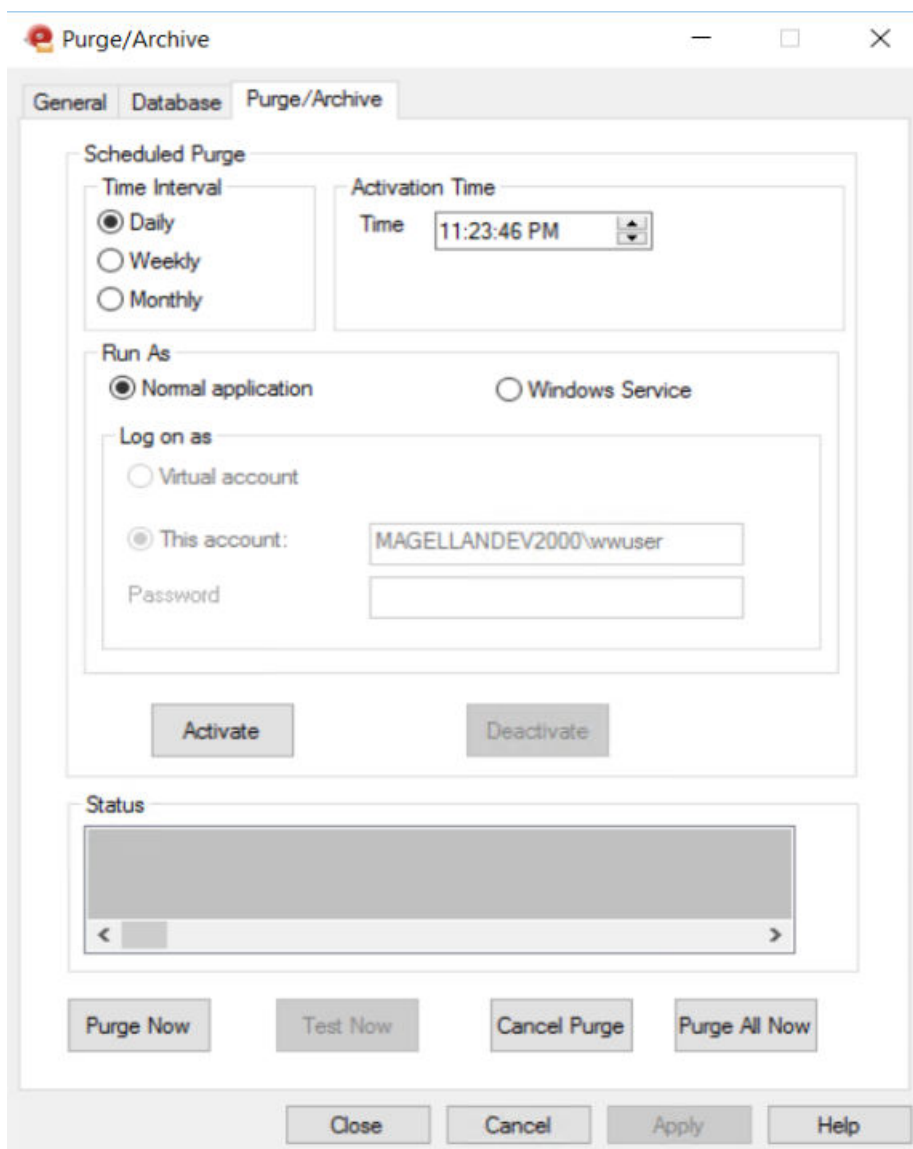 Purge/Archive
General Database Purge/Archive
Scheduled Purge
Time Interval
Daily
Weekly
Monthly
Activation Time
Time 11:23:46 PM
Run As
Normal application Windows Service
Log on as
Virtual account
This account: MAGELLANDEV2000\wwuser
Password
Activate Deactivate
Status
Purge Now Test Now Cancel Purge Purge All Now
Close Cancel Apply Help